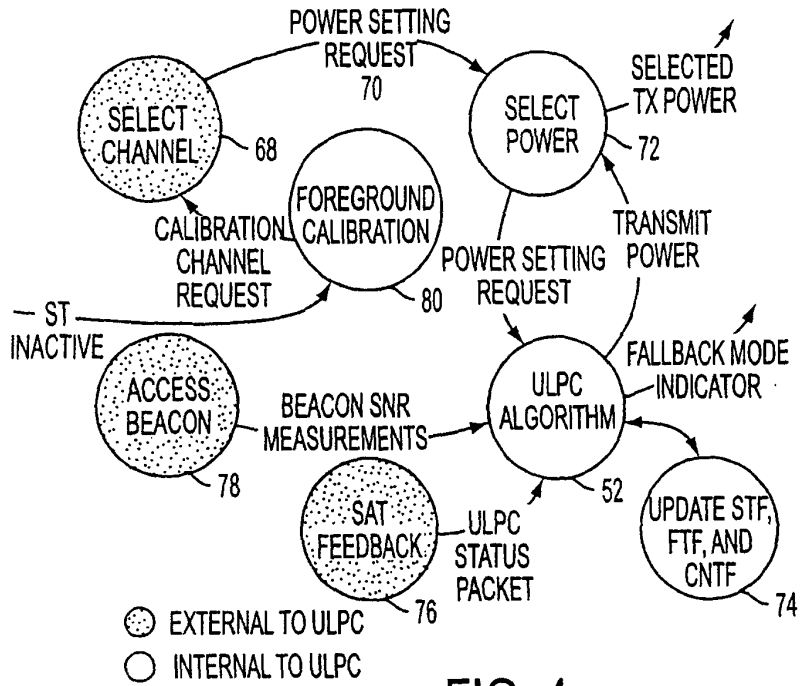 POWER SETTING
REQUEST
70
SELECT
CHANNEL
68
SELECT
POWER
72
SELECTED
TX POWER
FOREGROUND
CALIBRATION
80
CALIBRATION
CHANNEL
REQUEST
TRANSMIT
POWER
POWER SETTING
REQUEST
ST
INACTIVE
ACCESS
BEACON
78
BEACON SNR
MEASUREMENTS
ULPC
ALGORITHM
52
FALLBACK MODE
INDICATOR
SAT
FEEDBACK
76
ULPC
STATUS
PACKET
UPDATE STF,
FTF, AND
CNTF
74
EXTERNAL TO ULPC
INTERNAL TO ULPC